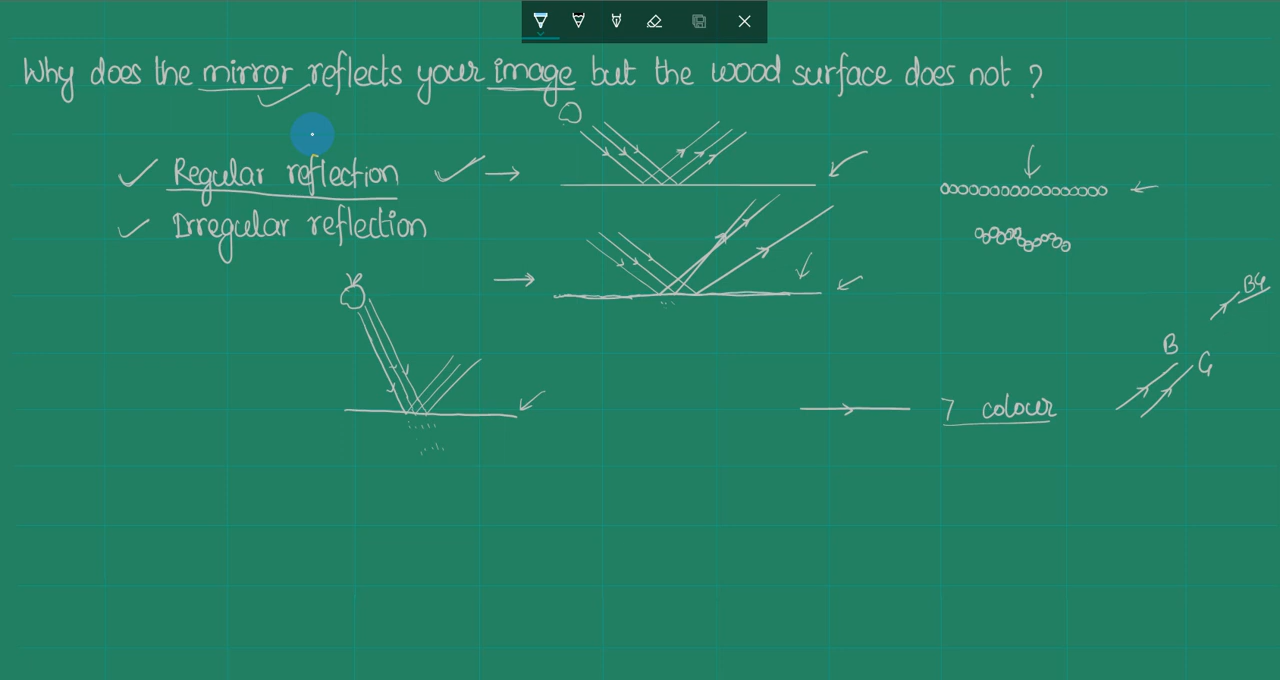 Why does the mirror reflects your image but the wood surface does not ?
Regular reflection
Irregular reflection
BG
B
G
7 colour